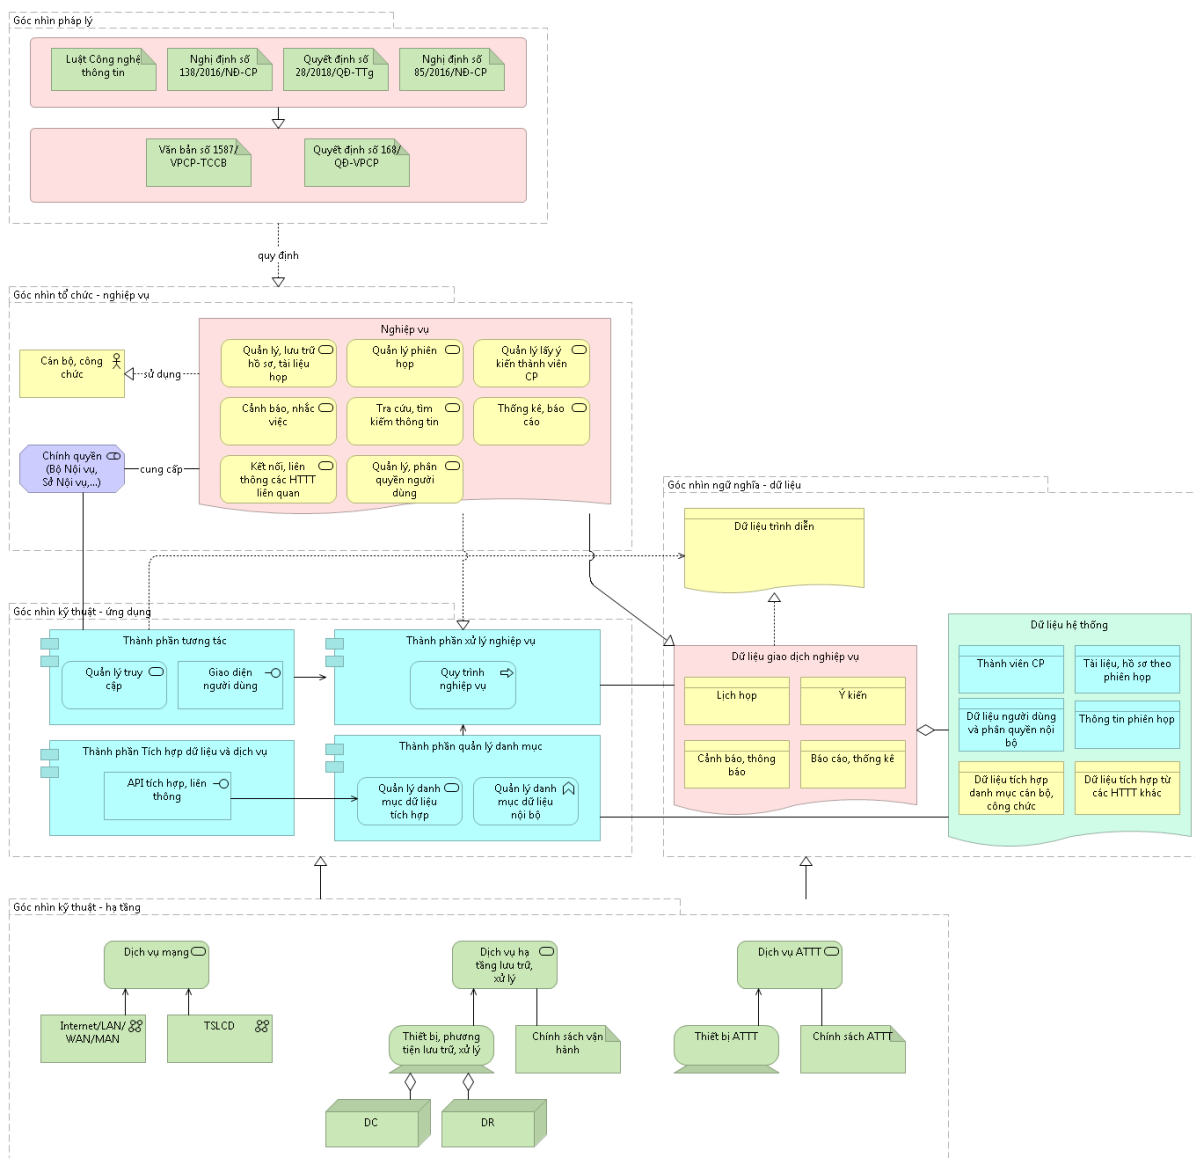 Góc nhìn pháp lý
Luật Công nghệ
thông tin
Nghị định số
138/2016/NĐ-CP
Quyết định số
28/2018/QĐ-TTg
Nghị định số
85/2016/NĐ-CP
Văn bản số 1587/
VPCP-TCCB
Quyết định số 168/
QĐ-VPCP
quy định
Góc nhìn tổ chức - nghiệp vụ
Nghiệp vụ
Cán bộ, công
chức
sử dụng
Quản lý, lưu trữ
hồ sơ, tài liệu
họp
Quản lý phiên
họp
Quản lý lấy ý
kiến thành viên
CP
Cảnh báo, nhắc
việc
Tra cứu, tìm
kiếm thông tin
Thống kê, báo
cáo
Chính quyền
(Bộ Nội vụ,
Sở Nội vụ,...)
cung cấp
Kết nối, liên
thông các HTTT
liên quan
Quản lý, phân
quyền người
dùng
Góc nhìn ngữ nghĩa - dữ liệu
Dữ liệu trình diễn
Góc nhìn kỹ thuật - ứng dụng
Thành phần tương tác
Quản lý truy
cập
Giao diện
người dùng
Thành phần xử lý nghiệp vụ
Quy trình
nghiệp vụ
Thành phần Tích hợp dữ liệu và dịch vụ
API tích hợp, liên
thông
Thành phần quản lý danh mục
Quản lý danh
mục dữ liệu
tích hợp
Quản lý danh
mục dữ liệu
nội bộ
Dữ liệu giao dịch nghiệp vụ
Lịch họp
Ý kiến
Cảnh báo, thông
báo
Báo cáo, thống kê
Dữ liệu hệ thống
Thành viên CP
Tài liệu, hồ sơ theo
phiên họp
Dữ liệu người dùng
và phân quyền nội
bộ
Thông tin phiên họp
Dữ liệu tích hợp
danh mục cán bộ,
công chức
Dữ liệu tích hợp từ
các HTTT khác
Góc nhìn kỹ thuật - hạ tầng
Dịch vụ mạng
Internet/LAN/
WAN/MAN
TSLCD
Dịch vụ hạ
tầng lưu trữ,
xử lý
Thiết bị, phương
tiện lưu trữ, xử lý
Chính sách vận
hành
DC
DR
Dịch vụ ATTT
Thiết bị ATTT
Chính sách ATTT